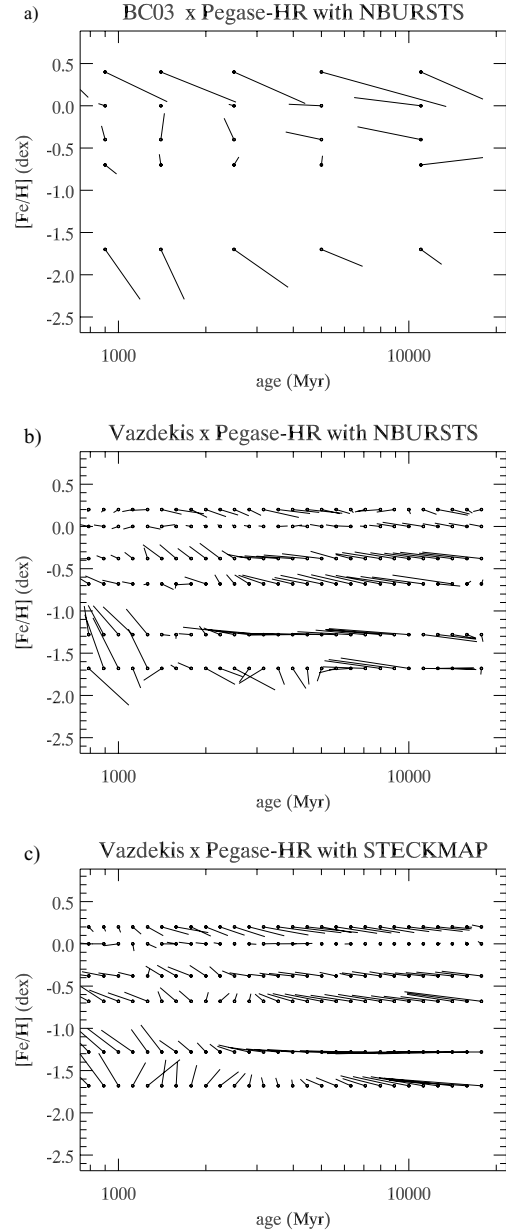 a) BC03 x Pegase-HR with NBURSTS
0.5
0.0
-0.5
-1.0
-1.5
-2.0
-2.5
[Fe/H] (dex)
1000 10000
age (Myr)
b) Vazdekis x Pegase-HR with NBURSTS
0.5
0.0
-0.5
-1.0
-1.5
-2.0
-2.5
[Fe/H] (dex)
1000 10000
age (Myr)
c) Vazdekis x Pegase-HR with STECKMAP
0.5
0.0
-0.5
-1.0
-1.5
-2.0
-2.5
[Fe/H] (dex)
1000 10000
age (Myr)